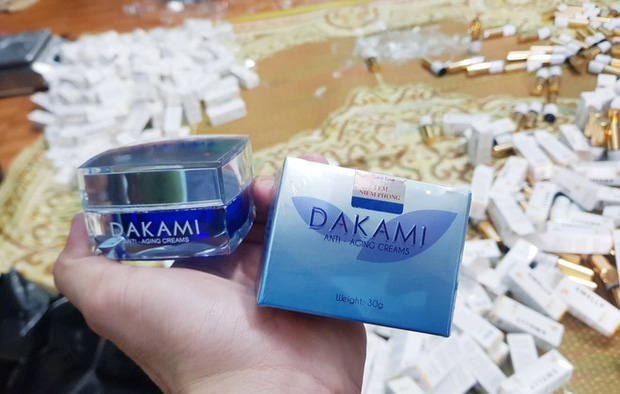 DAKAMI
ANTI - AGING CREAMS
TEM
NIÊM PHONG
DAKAMI
ANTI - AGING CREAMS
Weight: 30g